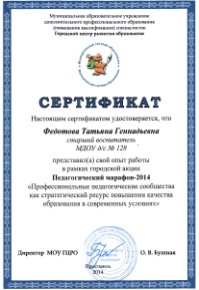 Муниципальное образовательное учреждение
дополнительного профессионального образования
(повышения квалификации) специалистов
Городской центр развития образования
СЕРТИФИКАТ
Настоящим сертификатом удостоверяется, что
Федотова Татьяна Геннадьевна
старший воспитатель
МДОУ д/с № 128
представил(а) свой опыт работы
в рамках городской акции
Педагогический марафон-2014
«Профессиональные педагогические сообщества
как стратегический ресурс повышения качества
образования в современных условиях»
Директор МОУ ГЦРО О. В. Бушная
Ярославль
2014